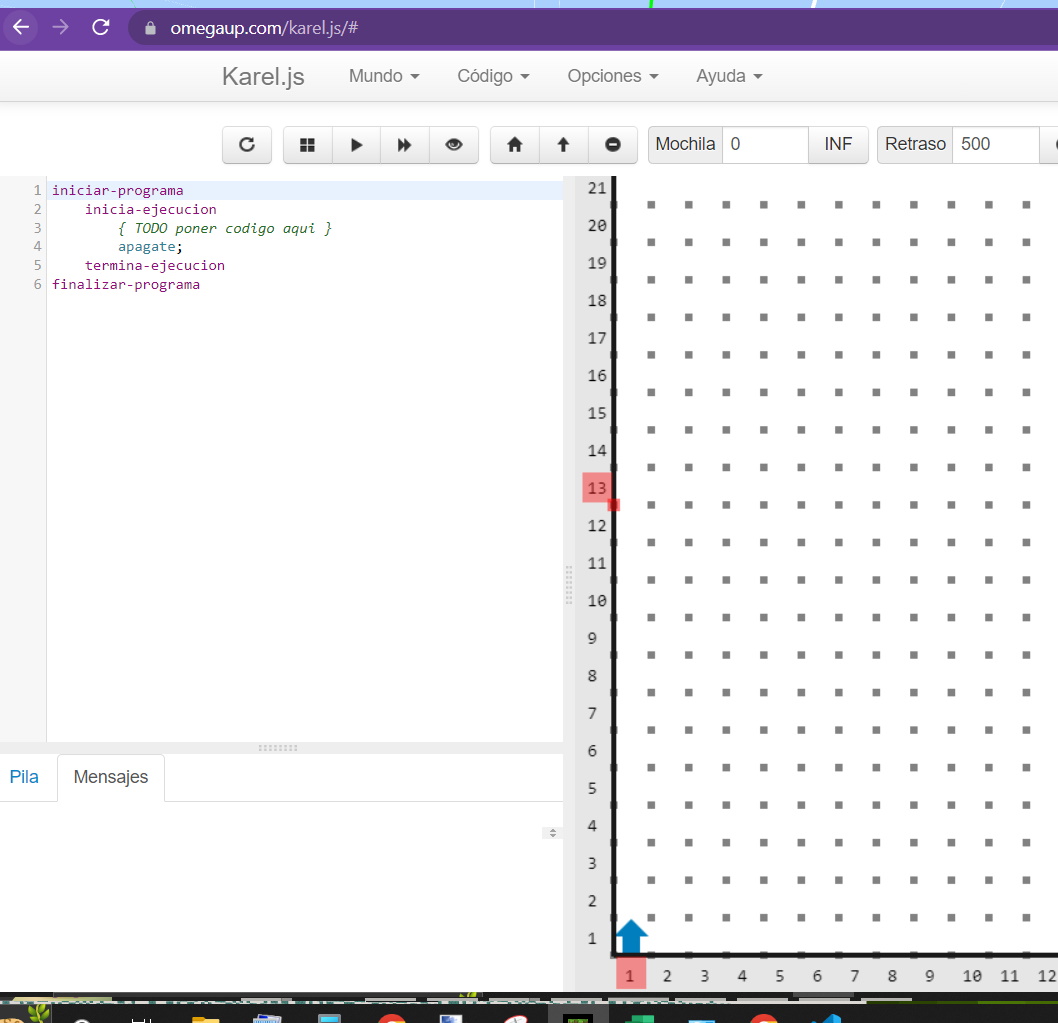 omegaup.com/karel.js/#
Karel.js Mundo Código Opciones Ayuda
Mochila 0 INF Retraso 500
1 iniciar-programa
2 inicia-ejecucion
3 { TODO poner codigo aqui }
4 apagate;
5 termina-ejecucion
6 finalizar-programa
Pila Mensajes
21
20
19
18
17
16
15
14
13
12
11
10
9
8
7
6
5
4
3
2
1
1 2 3 4 5 6 7 8 9 10 11 12